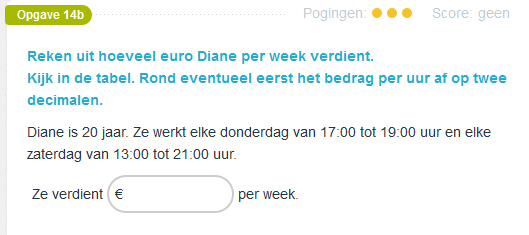 Opgave 14b
Pogingen:
Score: geen
Reken uit hoeveel euro Diane per week verdient.
Kijk in de tabel. Rond eventueel eerst het bedrag per uur af op twee
decimalen.
Diane is 20 jaar. Ze werkt elke donderdag van 17:00 tot 19:00 uur en elke
zaterdag van 13:00 tot 21:00 uur.
Ze verdient € per week.